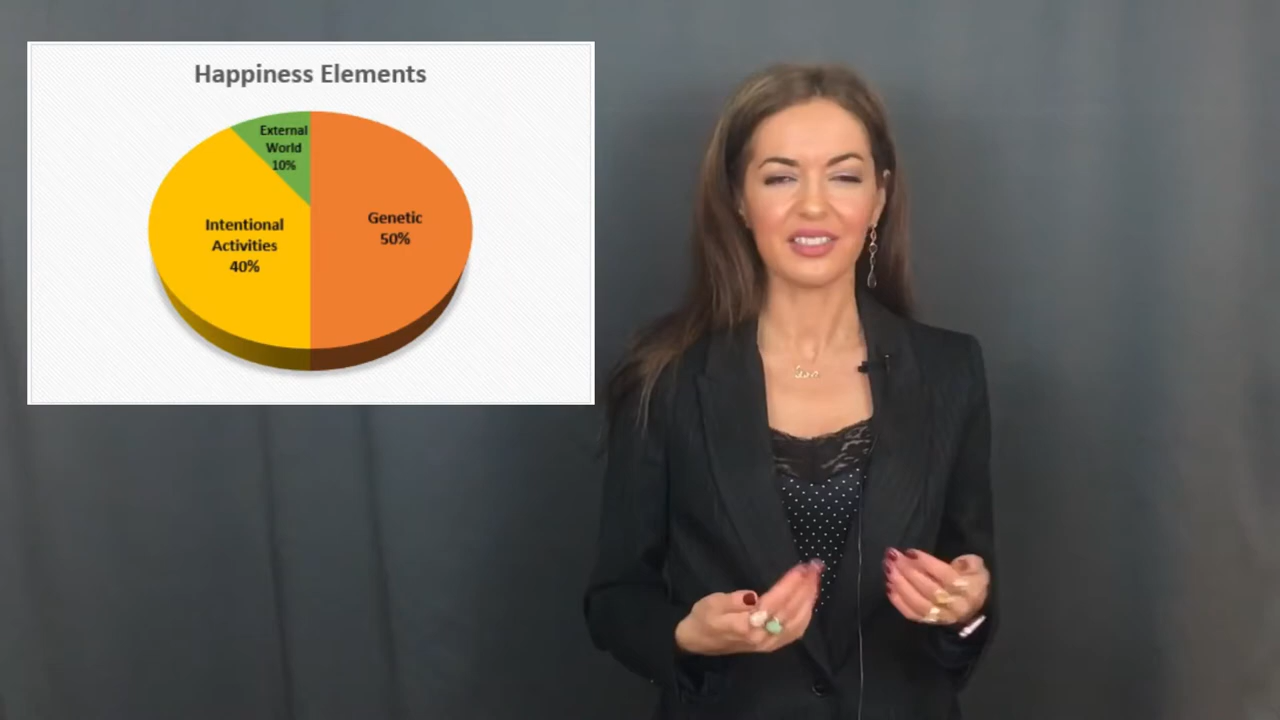 Happiness Elements
External
World
10%
Genetic
50%
Intentional
Activities
40%